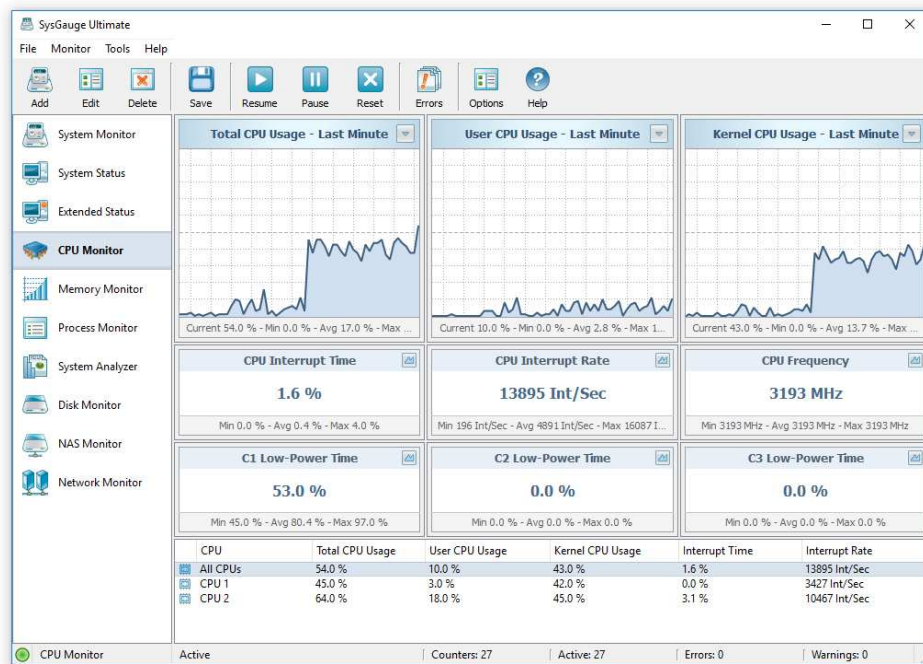 SysGauge Ultimate
File Monitor Tools Help
Add Edit Delete Save Resume Pause Reset Errors Options Help
System Monitor
System Status
Extended Status
CPU Monitor
Memory Monitor
Process Monitor
System Analyzer
Disk Monitor
NAS Monitor
Network Monitor
Total CPU Usage - Last Minute
Current 54.0 % - Min 0.0 % - Avg 17.0 % - Max ...
User CPU Usage - Last Minute
Current 10.0 % - Min 0.0 % - Avg 2.8 % - Max 1...
Kernel CPU Usage - Last Minute
Current 43.0 % - Min 0.0 % - Avg 13.7 % - Max ...
CPU Interrupt Time
1.6 %
Min 0.0 % - Avg 0.4 % - Max 4.0 %
CPU Interrupt Rate
13895 Int/Sec
Min 196 Int/Sec - Avg 4891 Int/Sec - Max 16087 I...
CPU Frequency
3193 MHz
Min 3193 MHz - Avg 3193 MHz - Max 3193 MHz
C1 Low-Power Time
53.0 %
Min 45.0 % - Avg 80.4 % - Max 97.0 %
C2 Low-Power Time
0.0 %
Min 0.0 % - Avg 0.0 % - Max 0.0 %
C3 Low-Power Time
0.0 %
Min 0.0 % - Avg 0.0 % - Max 0.0 %
CPU Total CPU Usage User CPU Usage Kernel CPU Usage Interrupt Time Interrupt Rate
All CPUs 54.0 % 10.0 % 43.0 % 1.6 % 13895 Int/Sec
CPU 1 45.0 % 3.0 % 42.0 % 0.0 % 3427 Int/Sec
CPU 2 64.0 % 18.0 % 45.0 % 3.1 % 10467 Int/Sec
CPU Monitor Active Counters: 27 Active: 27 Errors: 0 Warnings: 0